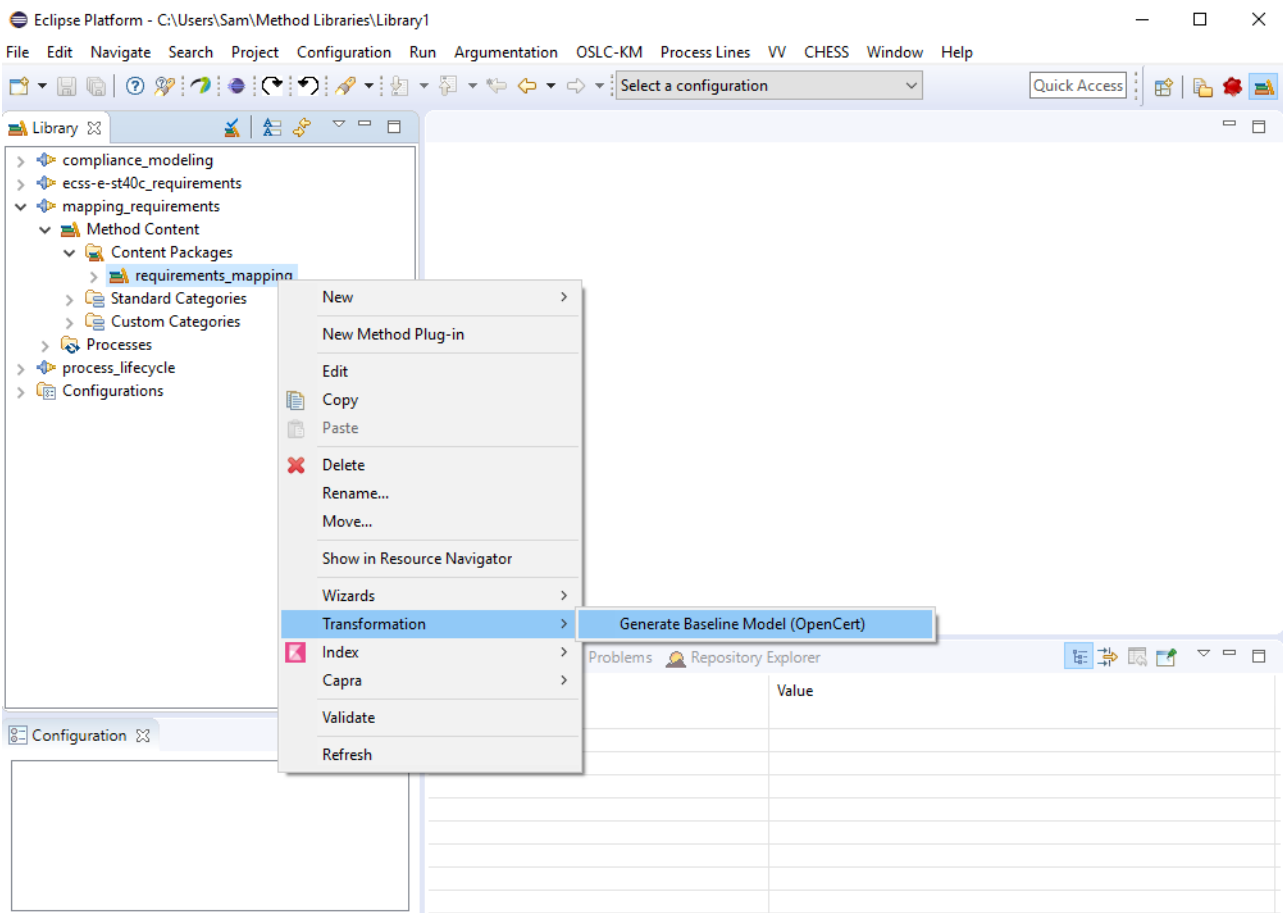 Eclipse Platform - C:\Users\Sam\Method Libraries\Library1
File Edit Navigate Search Project Configuration Run Argumentation OSLC-KM Process Lines VV CHESS Window Help
Select a configuration
Quick Access
Library
compliance_modeling
ecss-e-st40c_requirements
mapping_requirements
Method Content
Content Packages
requirements_mapping
Standard Categories
Custom Categories
Processes
process_lifecycle
Configurations
New
New Method Plug-in
Edit
Copy
Paste
Delete
Rename...
Move...
Show in Resource Navigator
Wizards
Transformation
Generate Baseline Model (OpenCert)
Index
Capra
Validate
Refresh
Problems Repository Explorer
Value
Configuration